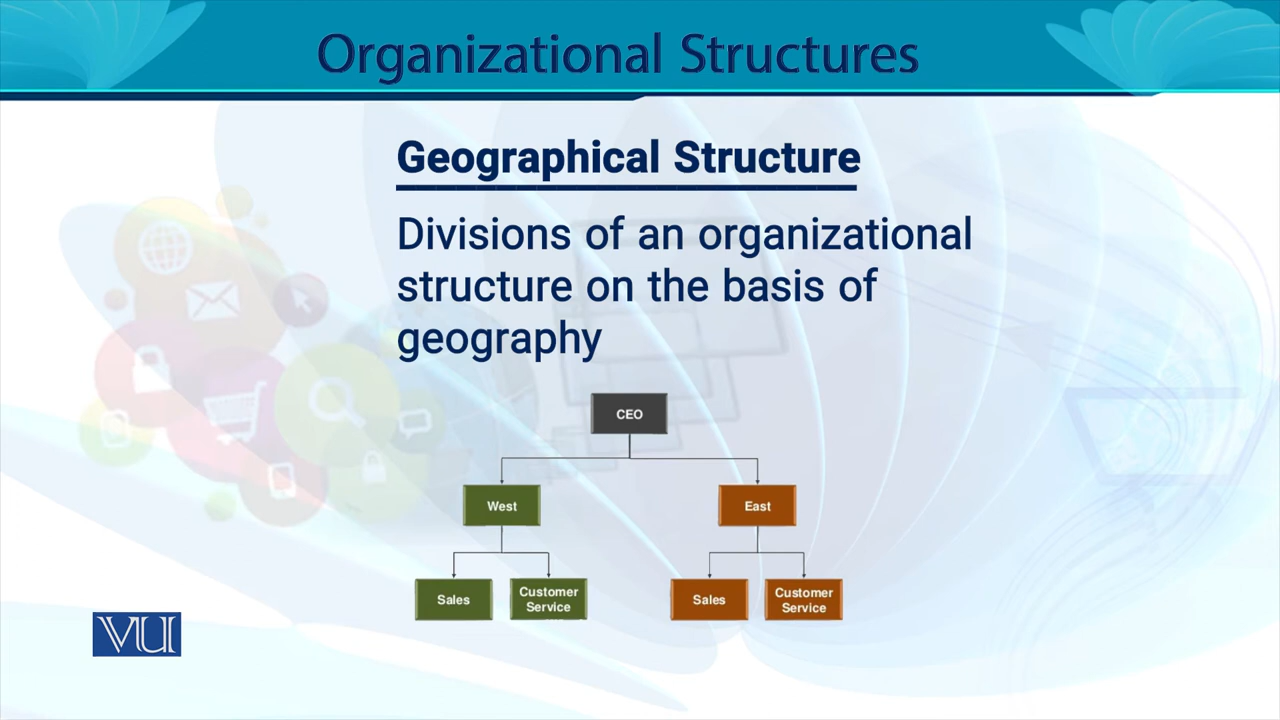 Organizational Structures
Geographical Structure
Divisions of an organizational
structure on the basis of
geography
CEO
West
East
Sales
Customer
Service
Sales
Customer
Service
VU